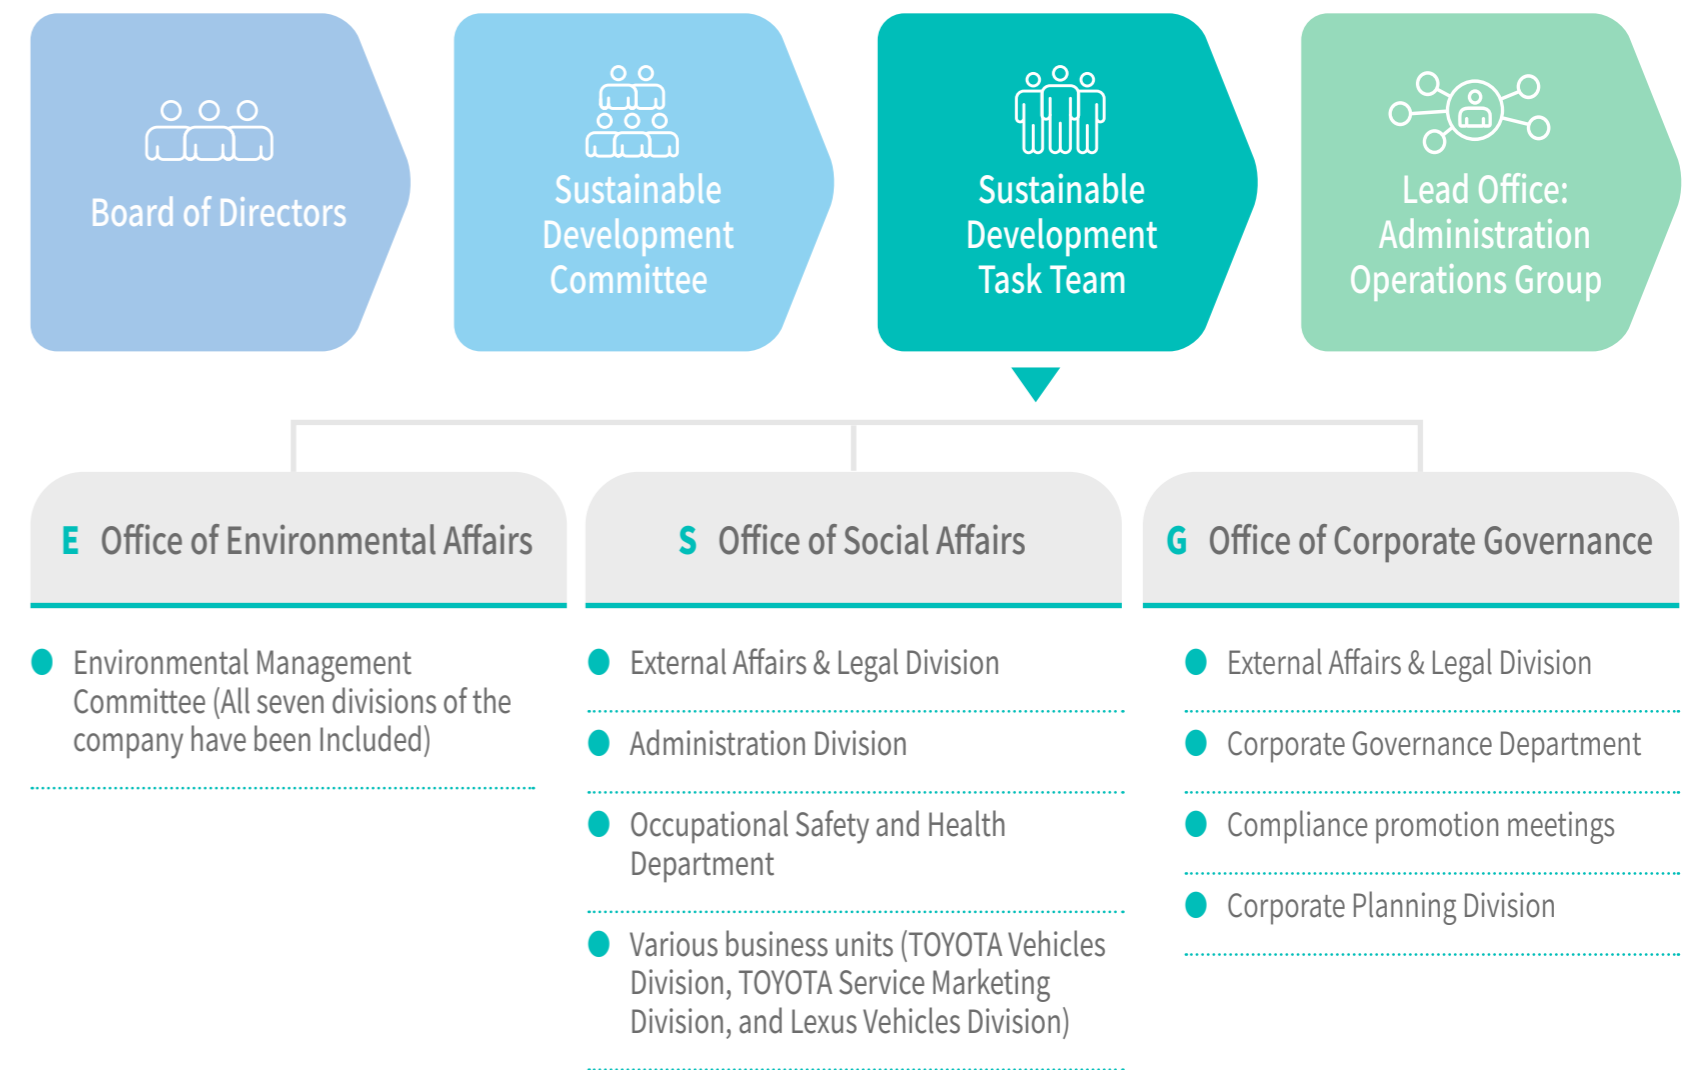 Board of Directors
Sustainable
Development
Committee
Sustainable
Development
Task Team
Lead Office:
Administration
Operations Group
E Office of Environmental Affairs
Environmental Management
Committee (All seven divisions of the
company have been Included)
S Office of Social Affairs
External Affairs & Legal Division
Administration Division
Occupational Safety and Health
Department
Various business units (TOYOTA Vehicles
Division, TOYOTA Service Marketing
Division, and Lexus Vehicles Division)
G Office of Corporate Governance
External Affairs & Legal Division
Corporate Governance Department
Compliance promotion meetings
Corporate Planning Division